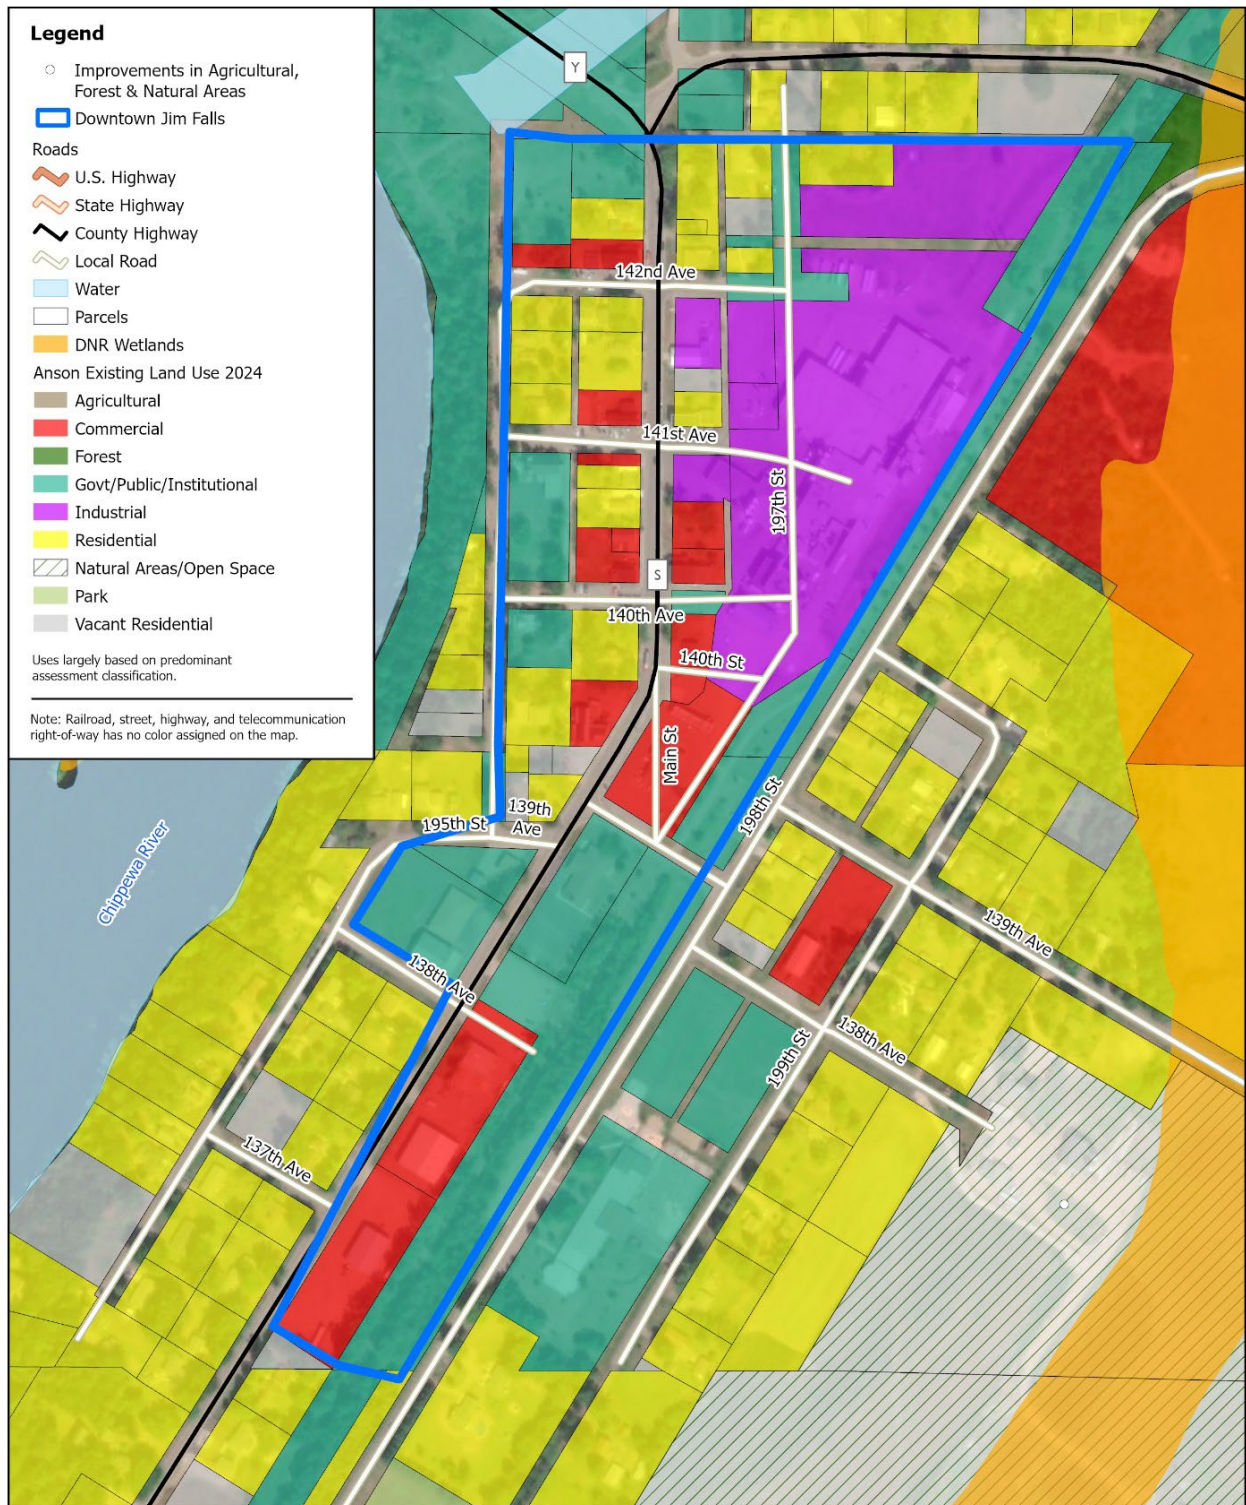 Legend
Improvements in Agricultural,
Forest & Natural Areas
Downtown Jim Falls
Roads
U.S. Highway
State Highway
County Highway
Local Road
Water
Parcels
DNR Wetlands
Anson Existing Land Use 2024
Agricultural
Commercial
Forest
Govt/Public/Institutional
Industrial
Residential
Natural Areas/Open Space
Park
Vacant Residential
Uses largely based on predominant
assessment classification.
Note: Railroad, street, highway, and telecommunication
right-of-way has no color assigned on the map.
Y
142nd Ave
141st Ave
197th St
S
140th Ave
140th St
Main St
198th St
139th
Ave
195th St
Chippewa River
139th Ave
138th Ave
138th Ave
199th St
137th Ave